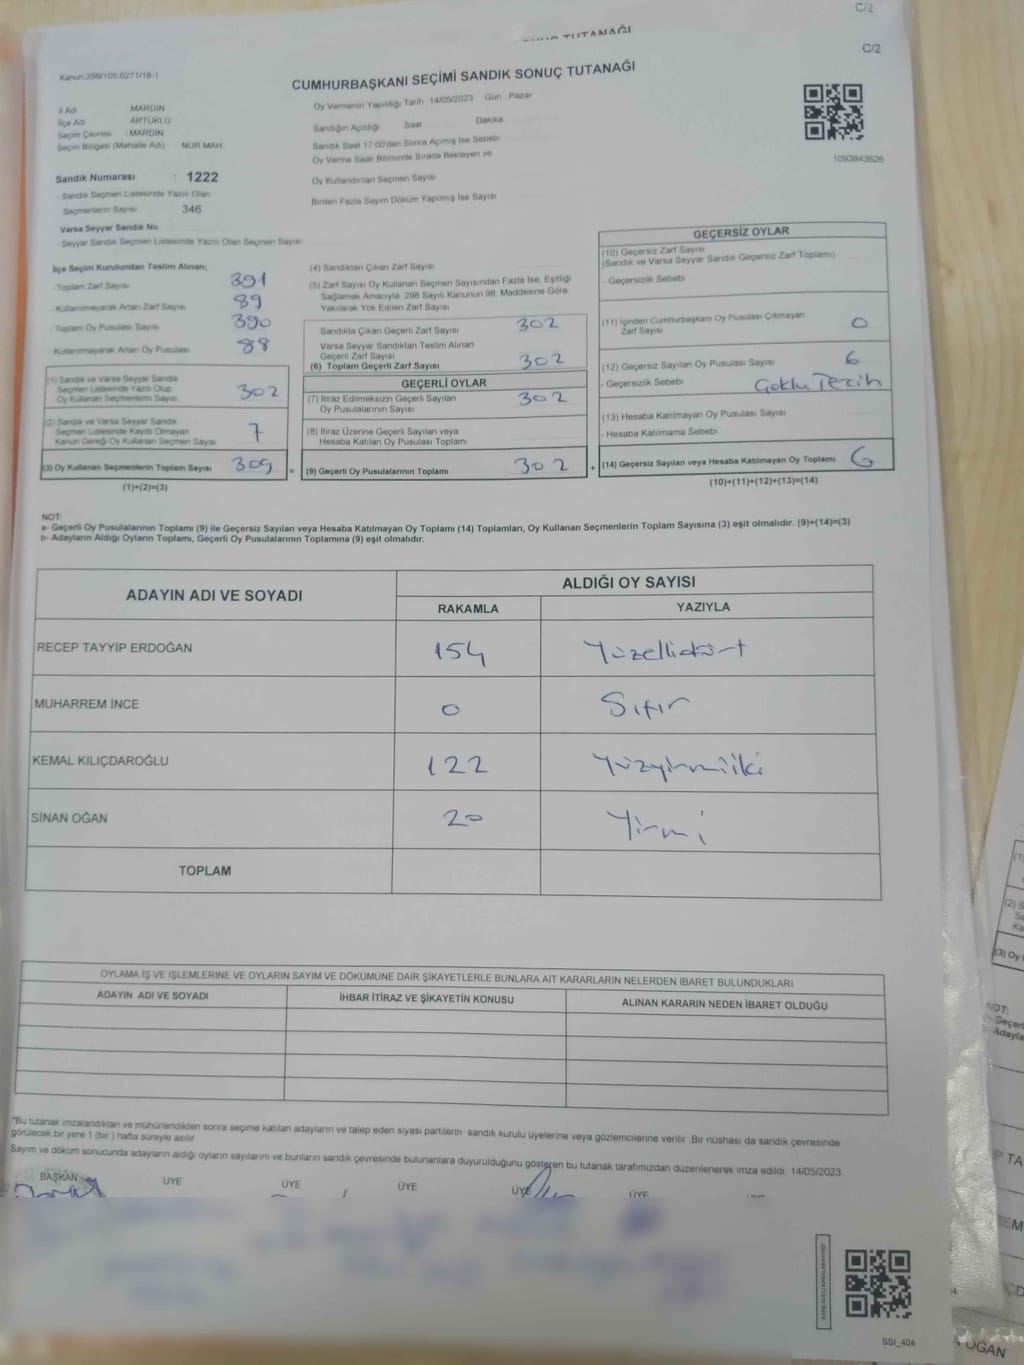 C/2
C/2
Kanun 298/105,6271/18-1
CUMHURBAŞKANI SEÇİMİ SANDIK SONUÇ TUTANAĞI
İl Adı MARDİN
İlçe Adı ARTUKLU
Seçim Çevresi : MARDİN
Seçim Bölgesi (Mahalle Adı) NUR MAH.
Oy Vermenin Yapıldığı Tarih 14/05/2023 Gün Pazar
Sandığın Açıldığı Saat Dakika
Sandık Saat 17:00'den Sonra Açılmış İse Sebebi
Oy Verme Saati Bitiminde Sırada Bekleyen ve
Oy Kullandırılan Seçmen Sayısı
Birden Fazla Sayım Döküm Yapılmış İse Sayısı
1093843626
Sandık Numarası : 1222
- Sandık Seçmen Listesinde Yazılı Olan
Seçmenlerin Sayısı 346
Varsa Seyyar Sandık No
- Seyyar Sandık Seçmen Listesinde Yazılı Olan Seçmen Sayısı
İlçe Seçim Kurulundan Teslim Alınan;
- Toplam Zarf Sayısı 391
- Kullanılmayarak Artan Zarf Sayısı 89
- Toplam Oy Pusulası Sayısı 390
- Kullanılmayarak Artan Oy Pusulası 88
(1) Sandık ve Varsa Seyyar Sandık
Seçmen Listesinde Yazılı Olup
Oy Kullanan Seçmenlerin Sayısı 302
(2) Sandık ve Varsa Seyyar Sandık
Seçmen Listesinde Kayıtlı Olmayan
Kanun Gereği Oy Kullanan Seçmen Sayısı 7
(3) Oy Kullanan Seçmenlerin Toplam Sayısı 309
(1)+(2)=(3)
(4) Sandıktan Çıkan Zarf Sayısı
(5) Zarf Sayısı Oy Kullanan Seçmen Sayısından Fazla İse, Eşitliği
Sağlamak Amacıyla, 298 Sayılı Kanunun 98. Maddesine Göre
Yakılarak Yok Edilen Zarf Sayısı
Sandıkta Çıkan Geçerli Zarf Sayısı 302
Varsa Seyyar Sandıktan Teslim Alınan
Geçerli Zarf Sayısı
(6) Toplam Geçerli Zarf Sayısı 302
GEÇERLİ OYLAR
(7) İtiraz Edilmeksizin Geçerli Sayılan
Oy Pusulalarının Sayısı 302
(8) İtiraz Üzerine Geçerli Sayılan veya
Hesaba Katılan Oy Pusulası Toplamı
= (9) Geçerli Oy Pusulalarının Toplamı 302 +
GEÇERSİZ OYLAR
(10) Geçersiz Zarf Sayısı
(Sandık ve Varsa Seyyar Sandık Geçersiz Zarf Toplamı)
- Geçersizlik Sebebi
(11) İçinden Cumhurbaşkanı Oy Pusulası Çıkmayan
Zarf Sayısı 0
(12) Geçersiz Sayılan Oy Pusulası Sayısı 6
- Geçersizlik Sebebi Çoklu Tercih
(13) Hesaba Katılmayan Oy Pusulası Sayısı
- Hesaba Katılmama Sebebi
(14) Geçersiz Sayılan veya Hesaba Katılmayan Oy Toplamı 6
(10)+(11)+(12)+(13)=(14)
NOT:
a- Geçerli Oy Pusulalarının Toplamı (9) ile Geçersiz Sayılan veya Hesaba Katılmayan Oy Toplamı (14) Toplamları, Oy Kullanan Seçmenlerin Toplam Sayısına (3) eşit olmalıdır. (9)+(14)=(3)
b- Adayların Aldığı Oyların Toplamı, Geçerli Oy Pusulalarının Toplamına (9) eşit olmalıdır.
ADAYIN ADI VE SOYADI ALDIĞI OY SAYISI
RAKAMLA YAZIYLA
RECEP TAYYİP ERDOĞAN 154 Yüzellidört
MUHARREM İNCE 0 Sıfır
KEMAL KILIÇDAROĞLU 122 Yüzyirmiiki
SİNAN OĞAN 20 Yirmi
TOPLAM
OYLAMA İŞ VE İŞLEMLERİNE VE OYLARIN SAYIM VE DÖKÜMÜNE DAİR ŞİKAYETLERLE BUNLARA AİT KARARLARIN NELERDEN İBARET BULUNDUKLARI
ADAYIN ADI VE SOYADI İHBAR İTİRAZ VE ŞİKAYETİN KONUSU ALINAN KARARIN NEDEN İBARET OLDUĞU
*Bu tutanak imzalandıktan ve mühürlendikten sonra seçime katılan adayların ve talep eden siyasi partilerin sandık kurulu üyelerine veya gözlemcilerine verilir. Bir nüshası da sandık çevresinde
görülecek bir yere 1 (bir) hafta süreyle asılır.
Sayım ve döküm sonucunda adayların aldığı oyların sayılarını ve bunların sandık çevresinde bulunanlara duyurulduğunu gösteren bu tutanak tarafımızdan düzenlenerek imza edildi. 14/05/2023
BAŞKAN ÜYE ÜYE ÜYE ÜYE ÜYE
SSI_404